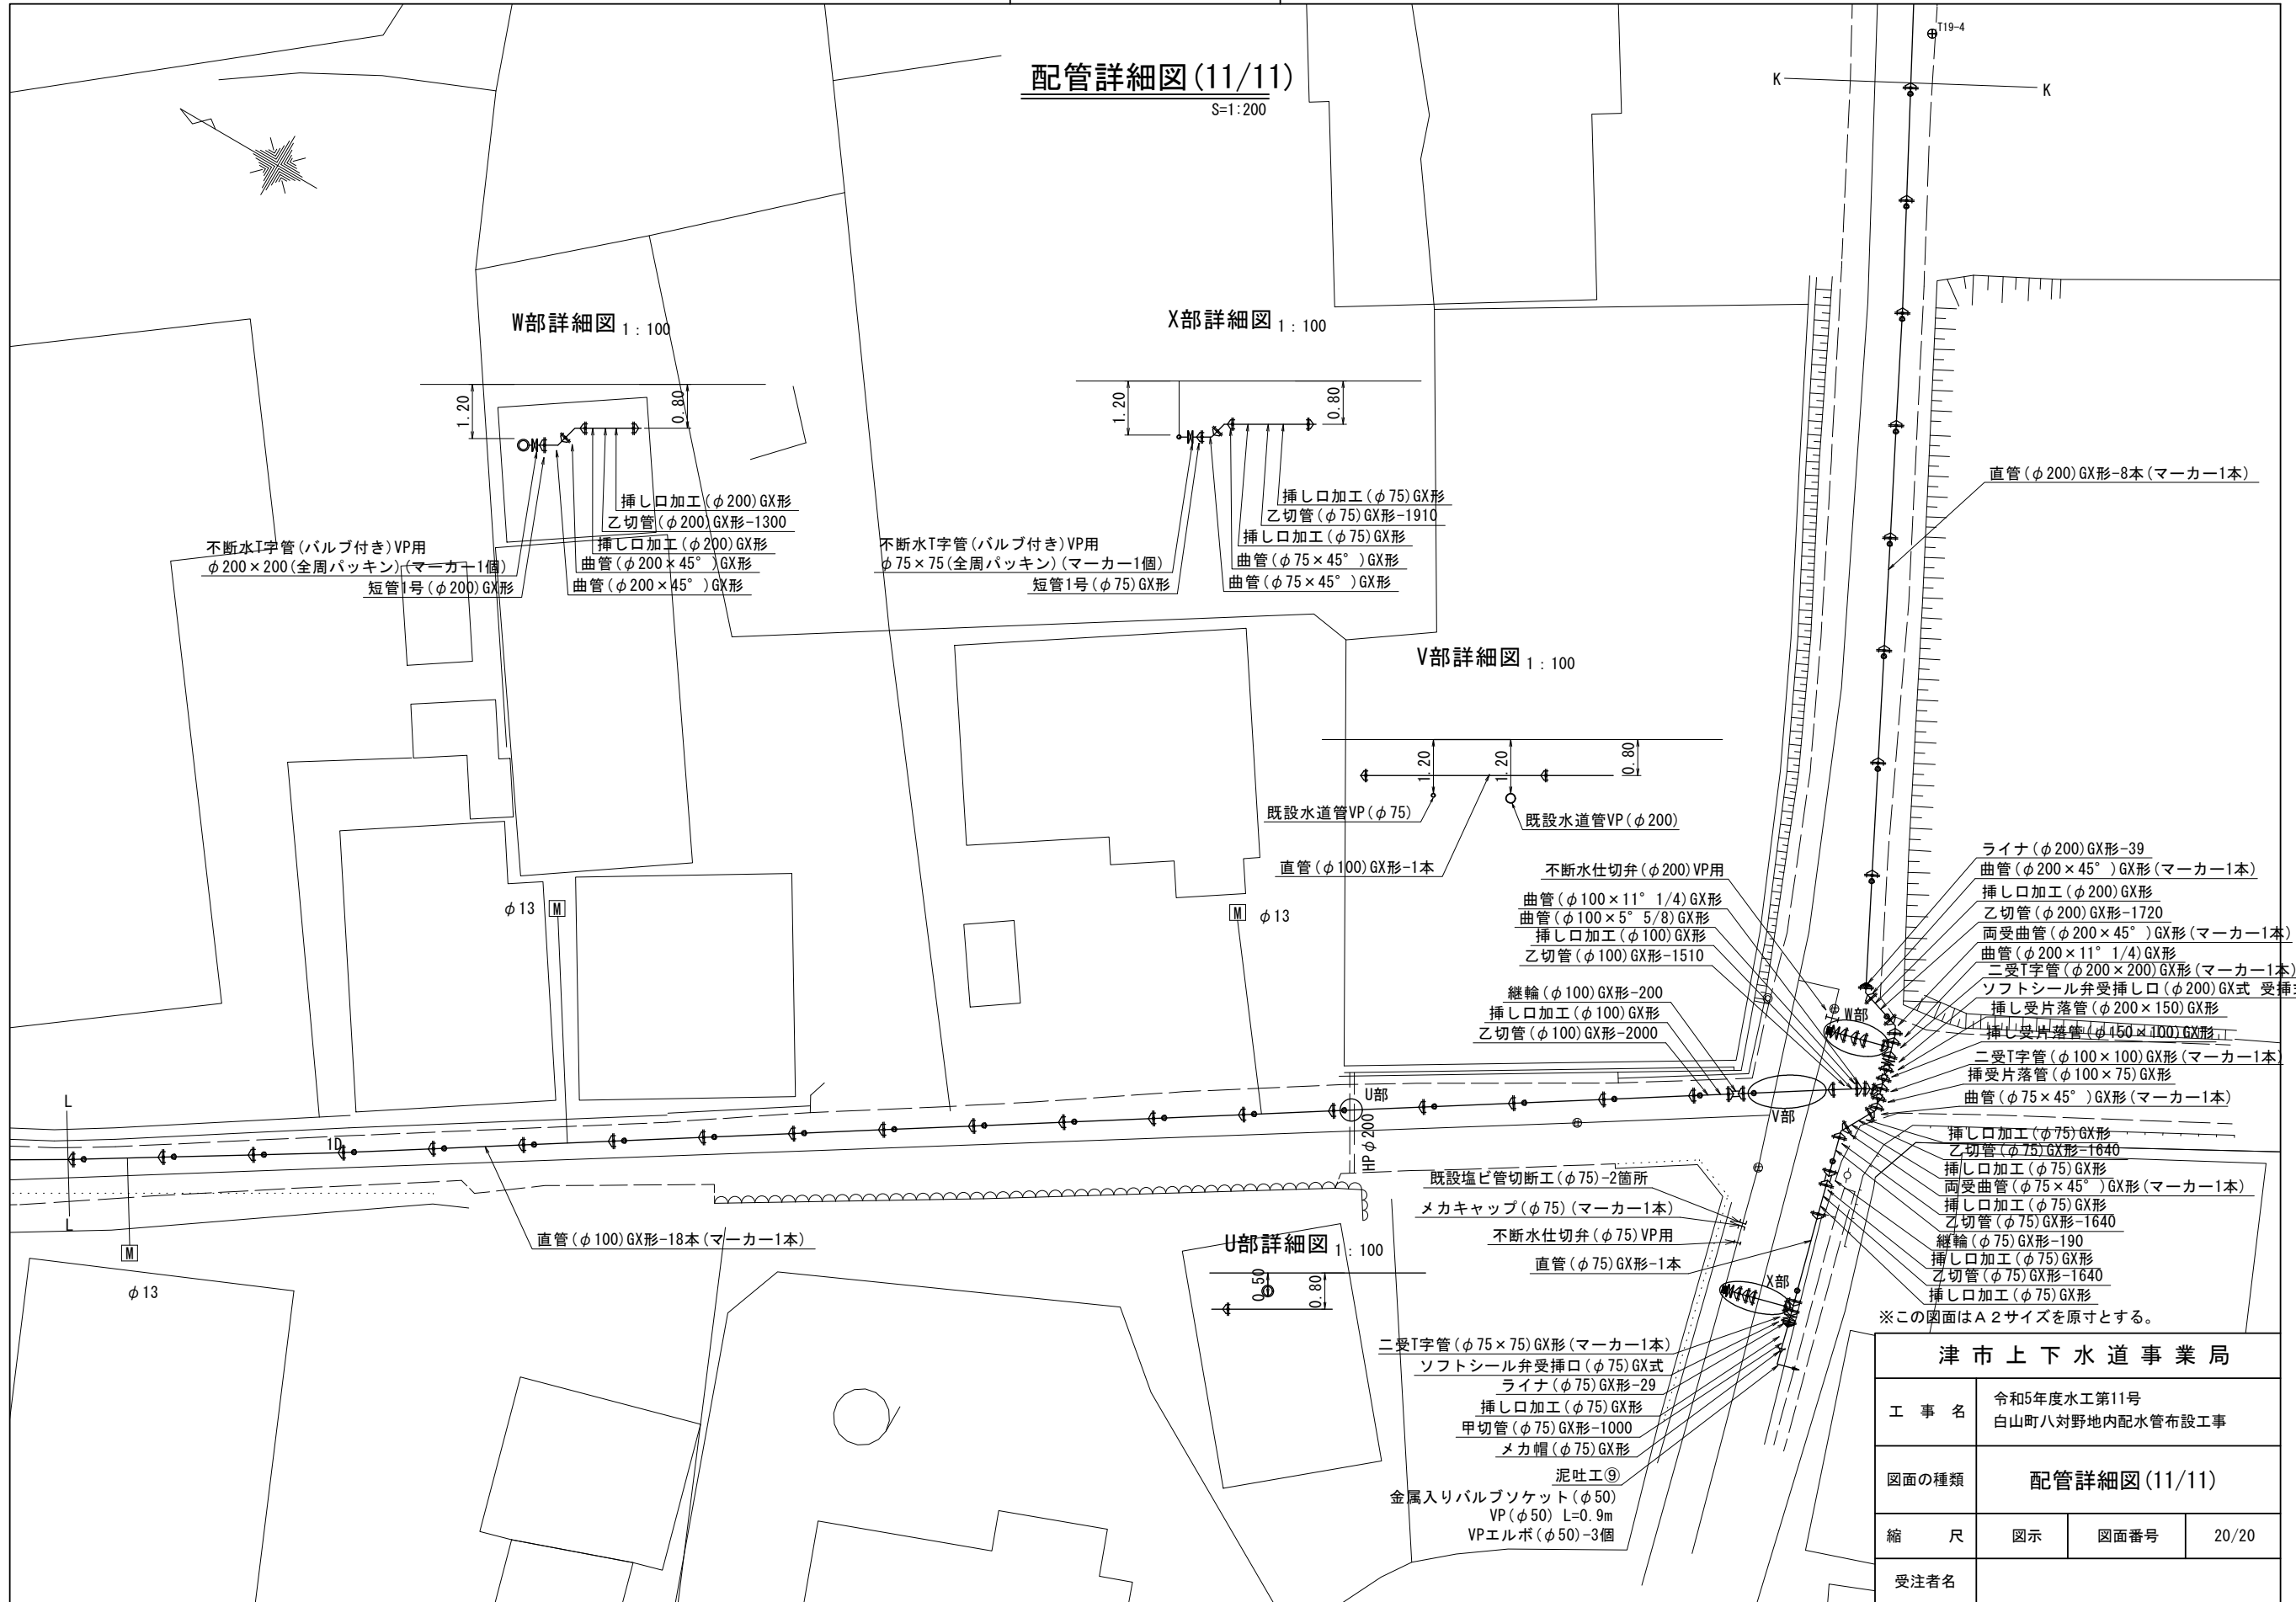 配管詳細図(11/11)
S=1:200
T19-4
K
K
W部詳細図 1:100
1.20
0.80
挿し口加工(φ200)GX形
乙切管(φ200)GX形-1300
挿し口加工(φ200)GX形
曲管(φ200×45°)GX形
曲管(φ200×45°)GX形
不断水T字管(バルブ付き)VP用
φ200×200(全周パッキン)(マーカー1個)
短管1号(φ200)GX形
X部詳細図 1:100
1.20
0.80
挿し口加工(φ75)GX形
乙切管(φ75)GX形-1910
挿し口加工(φ75)GX形
曲管(φ75×45°)GX形
曲管(φ75×45°)GX形
不断水T字管(バルブ付き)VP用
φ75×75(全周パッキン)(マーカー1個)
短管1号(φ75)GX形
直管(φ200)GX形-8本(マーカー1本)
V部詳細図 1:100
1.20
1.20
0.80
既設水道管VP(φ75)
既設水道管VP(φ200)
直管(φ100)GX形-1本
不断水仕切弁(φ200)VP用
曲管(φ100×11°1/4)GX形
曲管(φ100×5°5/8)GX形
挿し口加工(φ100)GX形
乙切管(φ100)GX形-1510
継輪(φ100)GX形-200
挿し口加工(φ100)GX形
乙切管(φ100)GX形-2000
ライナ(φ200)GX形-39
曲管(φ200×45°)GX形(マーカー1本)
挿し口加工(φ200)GX形
乙切管(φ200)GX形-1720
両受曲管(φ200×45°)GX形(マーカー1本)
曲管(φ200×11°1/4)GX形
二受T字管(φ200×200)GX形(マーカー1本)
ソフトシール弁受挿し口(φ200)GX式 受挿
挿し受片落管(φ200×150)GX形
挿し受片落管(φ150×100)GX形
二受T字管(φ100×100)GX形(マーカー1本)
挿受片落管(φ100×75)GX形
曲管(φ75×45°)GX形(マーカー1本)
挿し口加工(φ75)GX形
乙切管(φ75)GX形-1640
挿し口加工(φ75)GX形
両受曲管(φ75×45°)GX形(マーカー1本)
挿し口加工(φ75)GX形
乙切管(φ75)GX形-1640
継輪(φ75)GX形-190
挿し口加工(φ75)GX形
乙切管(φ75)GX形-1640
挿し口加工(φ75)GX形
W部
V部
U部
X部
HPφ200
φ13
M
M
φ13
L
L
1D
M
φ13
直管(φ100)GX形-18本(マーカー1本)
既設塩ビ管切断工(φ75)-2箇所
メカキャップ(φ75)(マーカー1本)
不断水仕切弁(φ75)VP用
直管(φ75)GX形-1本
U部詳細図 1:100
0.50
0.80
二受T字管(φ75×75)GX形(マーカー1本)
ソフトシール弁受挿口(φ75)GX式
ライナ(φ75)GX形-29
挿し口加工(φ75)GX形
甲切管(φ75)GX形-1000
メカ帽(φ75)GX形
泥吐工⑨
金属入りバルブソケット(φ50)
VP(φ50) L=0.9m
VPエルボ(φ50)-3個
※この図面はA2サイズを原寸とする。
津市上下水道事業局
工事名
令和5年度水工第11号
白山町八対野地内配水管布設工事
図面の種類
配管詳細図(11/11)
縮尺
図示
図面番号
20/20
受注者名